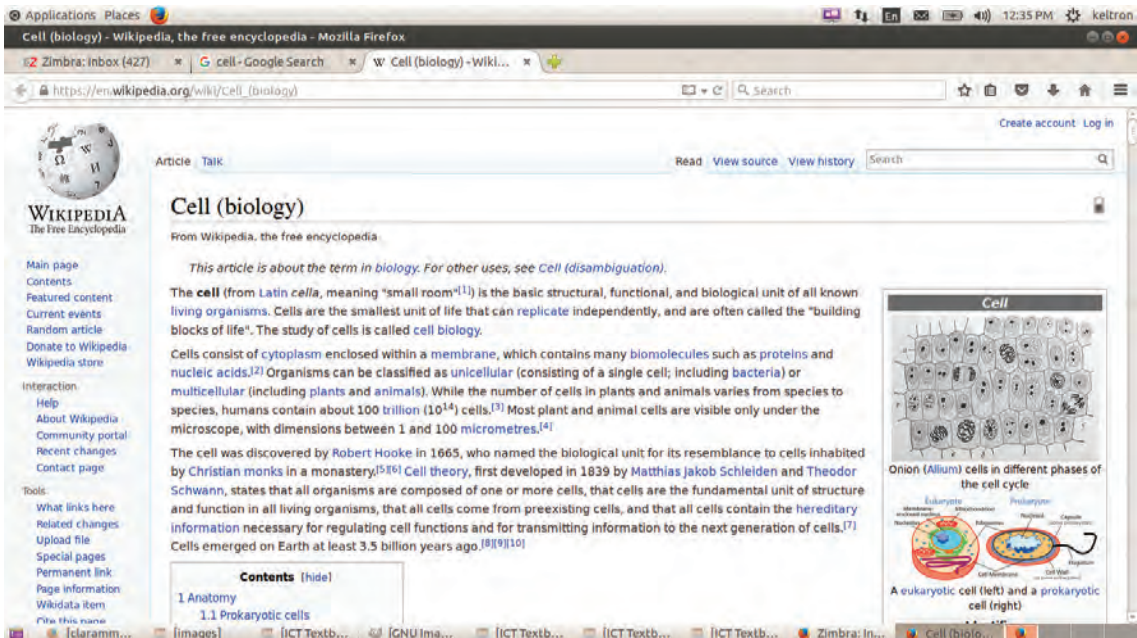 Applications Places En 12:35 PM keltron
Cell (biology) - Wikipedia, the free encyclopedia - Mozilla Firefox
Zimbra: Inbox (427) × G cell - Google Search × W Cell (biology) - Wiki... ×
https://en.wikipedia.org/wiki/Cell_(biology) Search
Create account Log in
Article Talk Read View source View history Search
WIKIPEDIA
The Free Encyclopedia
Main page
Contents
Featured content
Current events
Random article
Donate to Wikipedia
Wikipedia store
Interaction
Help
About Wikipedia
Community portal
Recent changes
Contact page
Tools
What links here
Related changes
Upload file
Special pages
Permanent link
Page information
Wikidata item
Cite this page
Cell (biology)
From Wikipedia, the free encyclopedia
This article is about the term in biology. For other uses, see Cell (disambiguation).
The cell (from Latin cella, meaning "small room"[1]) is the basic structural, functional, and biological unit of all known
living organisms. Cells are the smallest unit of life that can replicate independently, and are often called the "building
blocks of life". The study of cells is called cell biology.
Cells consist of cytoplasm enclosed within a membrane, which contains many biomolecules such as proteins and
nucleic acids.[2] Organisms can be classified as unicellular (consisting of a single cell; including bacteria) or
multicellular (including plants and animals). While the number of cells in plants and animals varies from species to
species, humans contain about 100 trillion (10¹⁴) cells.[3] Most plant and animal cells are visible only under the
microscope, with dimensions between 1 and 100 micrometres.[4]
The cell was discovered by Robert Hooke in 1665, who named the biological unit for its resemblance to cells inhabited
by Christian monks in a monastery.[5][6] Cell theory, first developed in 1839 by Matthias Jakob Schleiden and Theodor
Schwann, states that all organisms are composed of one or more cells, that cells are the fundamental unit of structure
and function in all living organisms, that all cells come from preexisting cells, and that all cells contain the hereditary
information necessary for regulating cell functions and for transmitting information to the next generation of cells.[7]
Cells emerged on Earth at least 3.5 billion years ago.[8][9][10]
Contents [hide]
1 Anatomy
1.1 Prokaryotic cells
Cell
Onion (Allium) cells in different phases of
the cell cycle
Eukaryote Prokaryote
Nucleoid Capsule
Cell Membrane Cell Wall
A eukaryotic cell (left) and a prokaryotic
cell (right)
[claramm... [images] [ICT Textb... [GNU Ima... [ICT Textb... [ICT Textb... [ICT Textb... Zimbra: In... Cell (biolo...